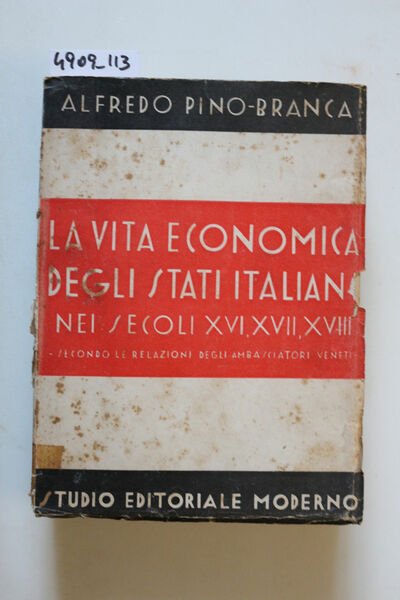 4909_113
ALFREDO PINO-BRANCA
LA VITA ECONOMICA
DEGLI STATI ITALIANI
NEI SECOLI XVI, XVII, XVIII
- SECONDO LE RELAZIONI DEGLI AMBASCIATORI VENETI -
STUDIO EDITORIALE MODERNO